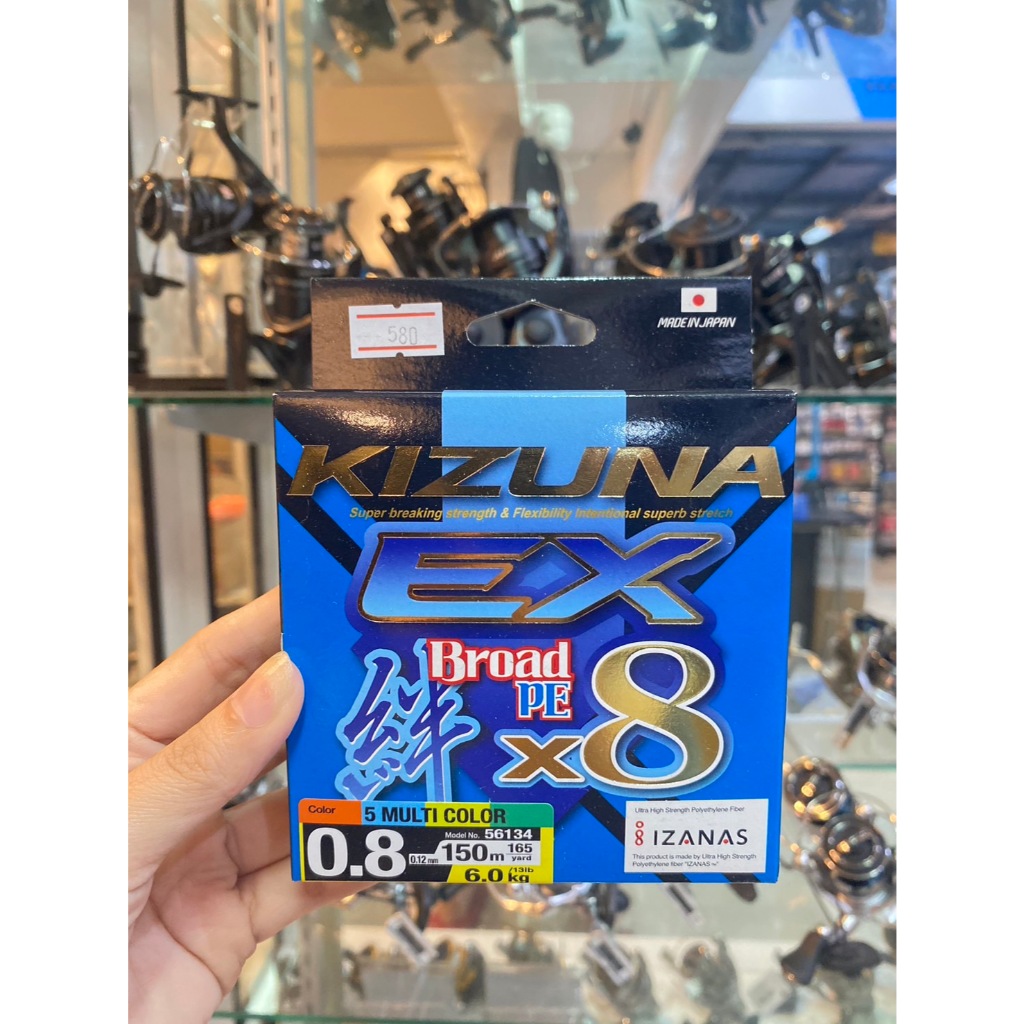 580
MADE IN JAPAN
KIZUNA
Super breaking strength & Flexibility Intentional superb stretch
EX
絆
Broad
PE
x8
Color 5 MULTI COLOR
Model No. 56134
0.8 0.12mm 150m 165 yard
6.0kg (13lb
Ultra High Strength Polyethylene Fiber
IZANAS
This product is made by Ultra High Strength
Polyethylene fiber "IZANAS™"